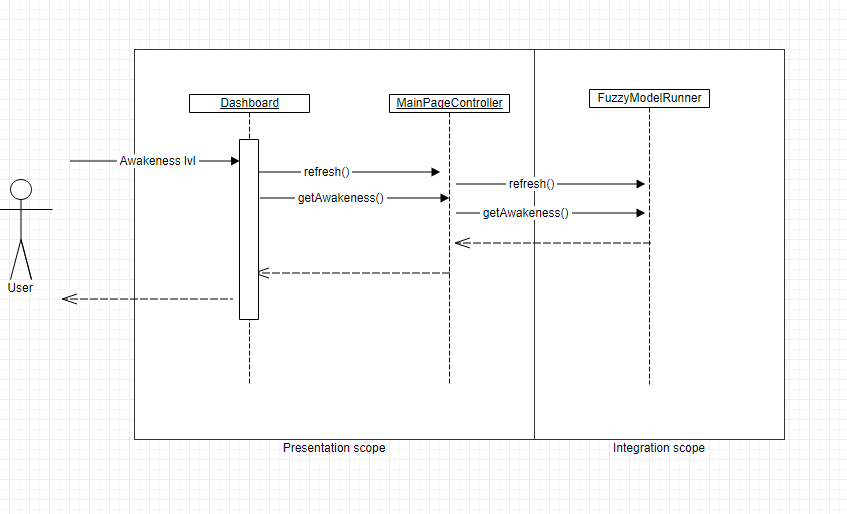 Dashboard
MainPageController
FuzzyModelRunner
Awakeness lvl
refresh()
refresh()
getAwakeness()
getAwakeness()
User
Presentation scope
Integration scope